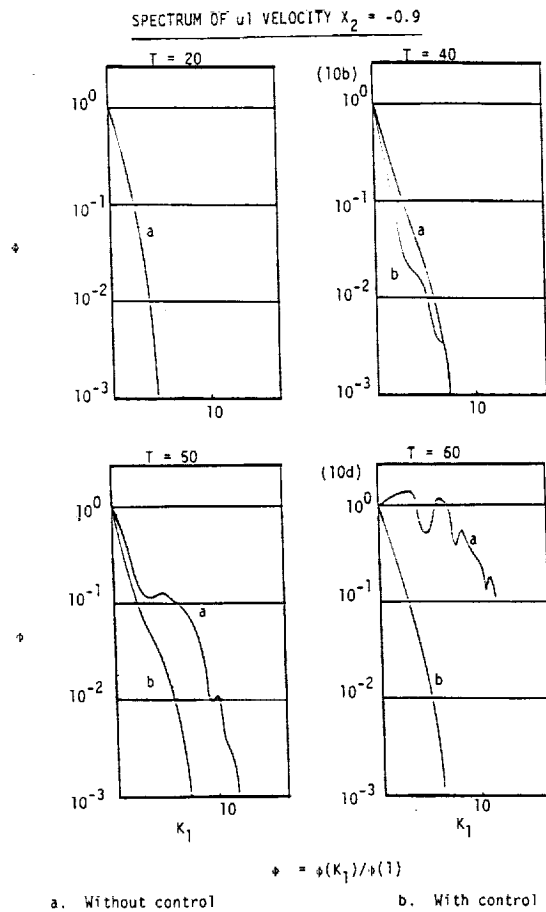 SPECTRUM OF u1 VELOCITY X2 = -0.9
T = 20
10^0
10^-1
10^-2
10^-3
Φ
a
10
T = 40
(10b)
10^0
10^-1
10^-2
10^-3
a
b
10
T = 50
10^0
10^-1
10^-2
10^-3
Φ
a
b
10
K1
T = 60
(10d)
10^0
10^-1
10^-2
10^-3
a
b
10
K1
Φ = Φ(K1)/Φ(1)
a. Without control
b. With control